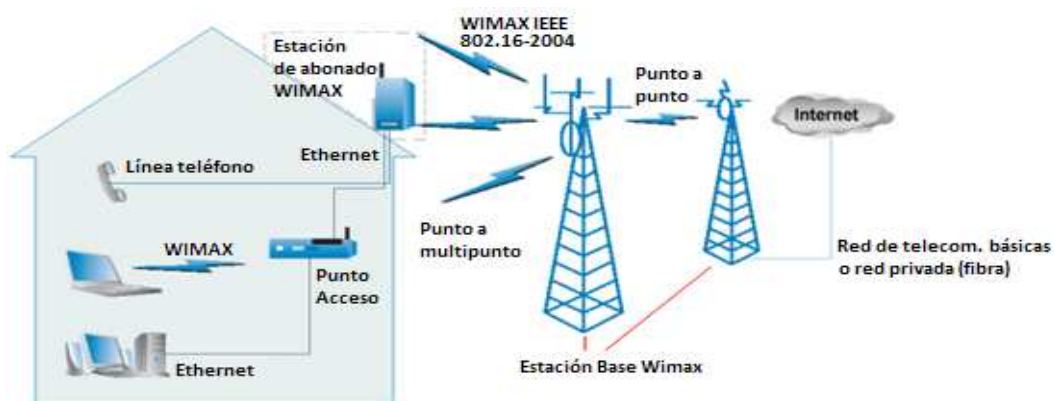 WIMAX IEEE
802.16-2004
Estación
de abonado
WIMAX
Punto a
punto
Internet
Ethernet
Línea teléfono
Punto a
multipunto
WIMAX
Punto
Acceso
Red de telecom. básicas
o red privada (fibra)
Ethernet
Estación Base Wimax